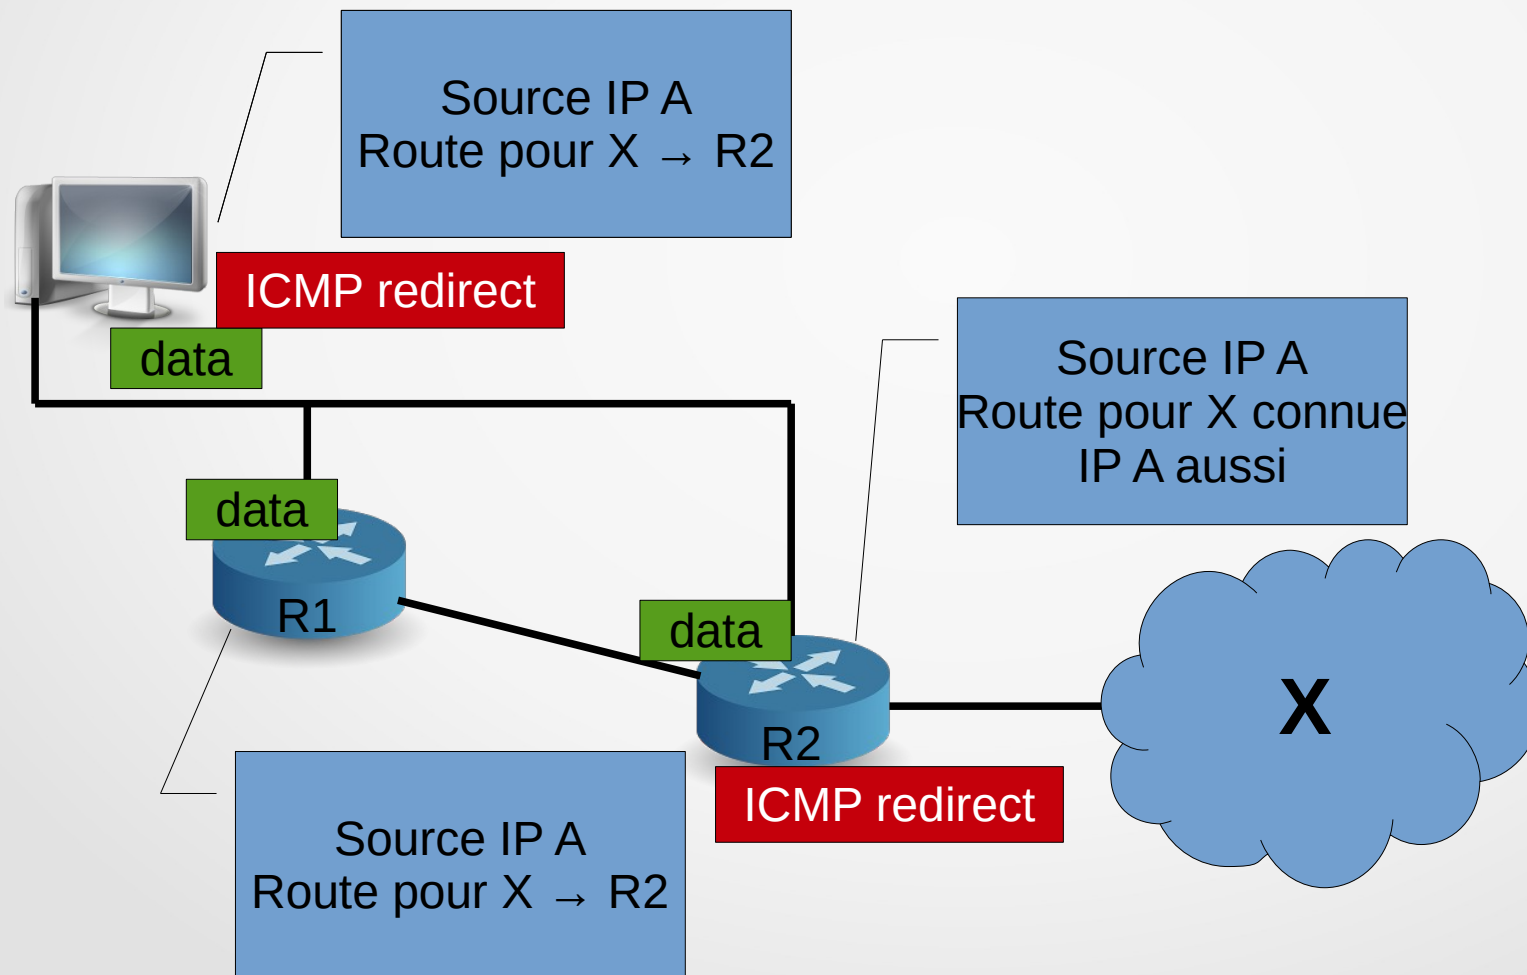 Source IP A
Route pour X → R2
ICMP redirect
data
Source IP A
Route pour X connue
IP A aussi
data
R1
data
R2
X
ICMP redirect
Source IP A
Route pour X → R2